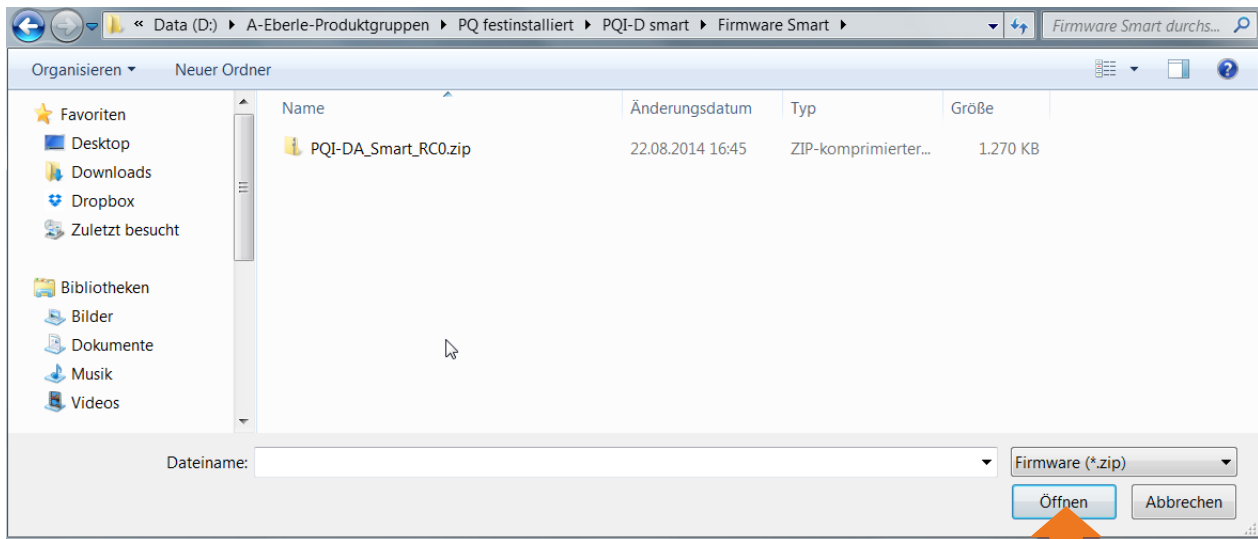 « Data (D:) ▸ A-Eberle-Produktgruppen ▸ PQ festinstalliert ▸ PQI-D smart ▸ Firmware Smart ▸ Firmware Smart durchs...
Organisieren Neuer Ordner
Name Änderungsdatum Typ Größe
Favoriten
Desktop
Downloads
Dropbox
Zuletzt besucht
Bibliotheken
Bilder
Dokumente
Musik
Videos
PQI-DA_Smart_RC0.zip 22.08.2014 16:45 ZIP-komprimierter... 1.270 KB
Dateiname: Firmware (*.zip)
Öffnen Abbrechen